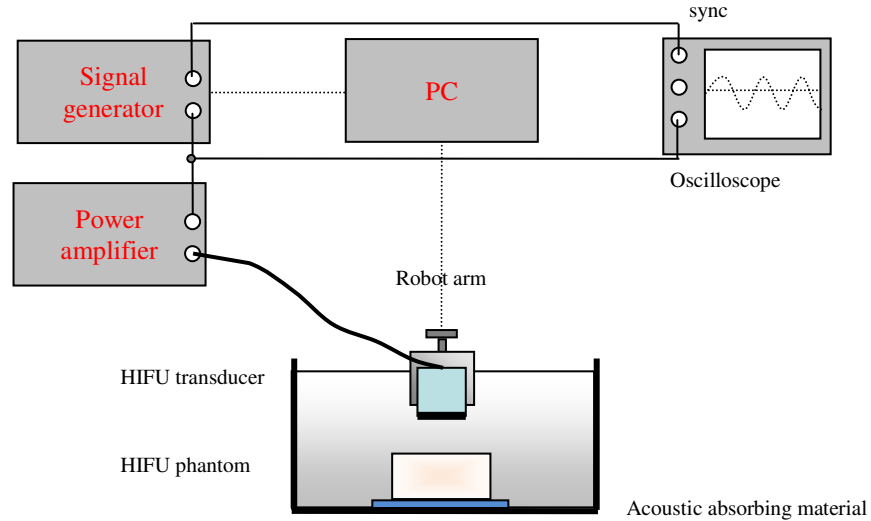 sync
Signal
generator
PC
Oscilloscope
Power
amplifier
Robot arm
HIFU transducer
HIFU phantom
Acoustic absorbing material